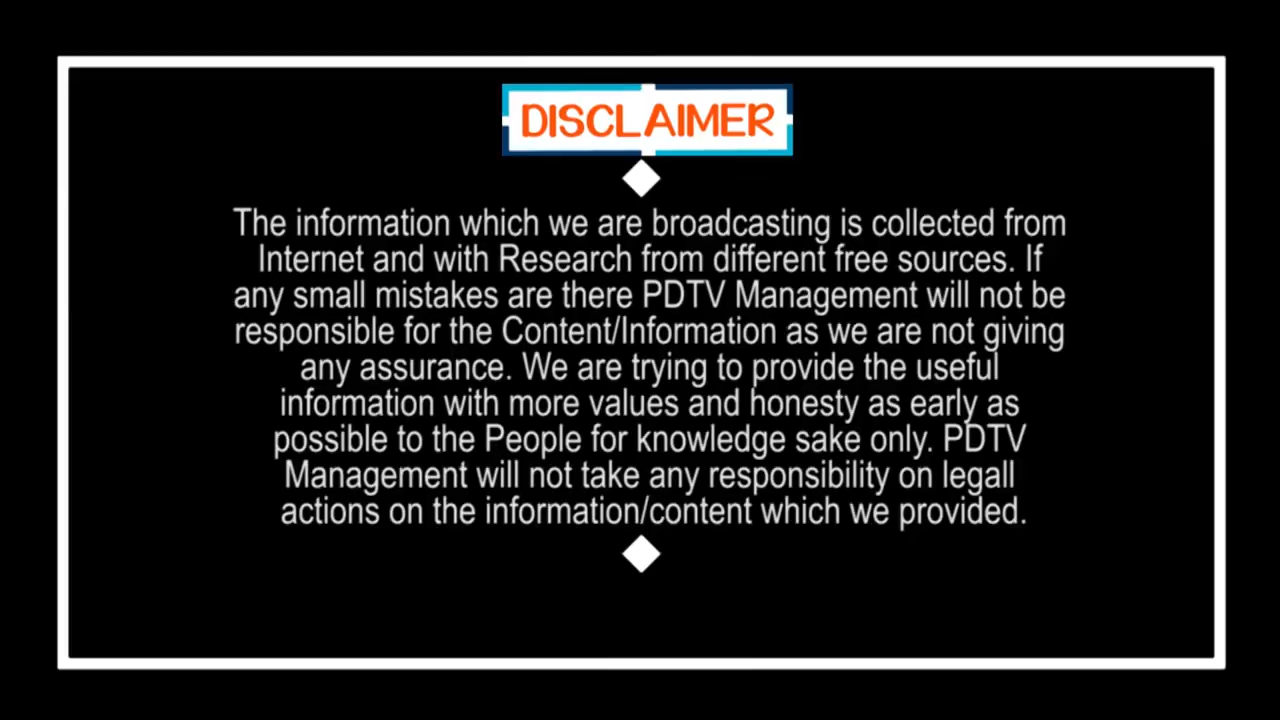 DISCLAIMER
The information which we are broadcasting is collected from
Internet and with Research from different free sources. If
any small mistakes are there PDTV Management will not be
responsible for the Content/Information as we are not giving
any assurance. We are trying to provide the useful
information with more values and honesty as early as
possible to the People for knowledge sake only. PDTV
Management will not take any responsibility on legall
actions on the information/content which we provided.